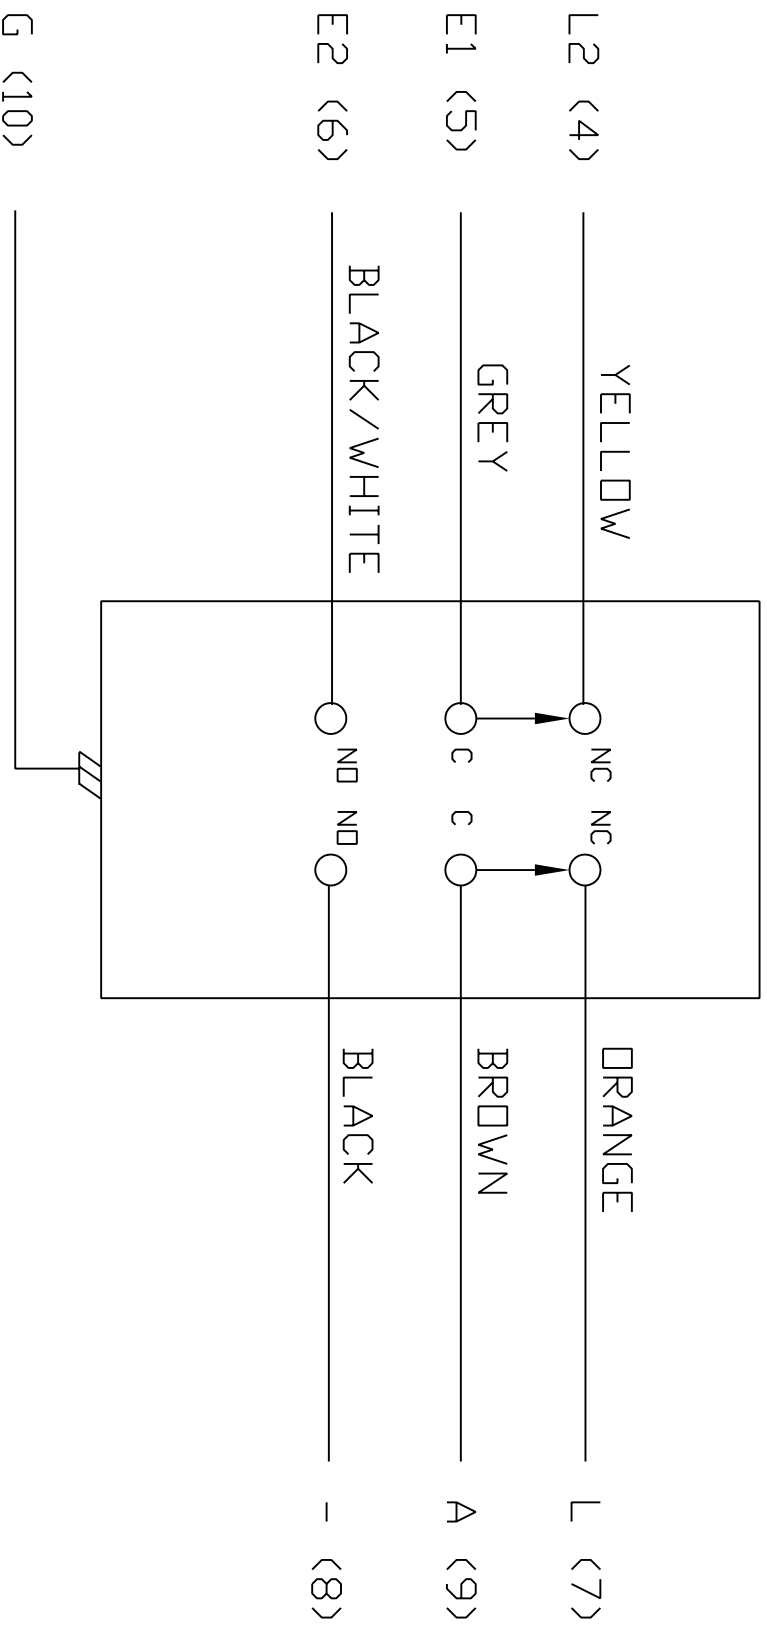 YELLOW ORANGE
L2 (4) NC NC L (7)
GREY BROWN
E1 (5) C C A (9)
BLACK/WHITE BLACK
E2 (6) NO NO - (8)
G (10)